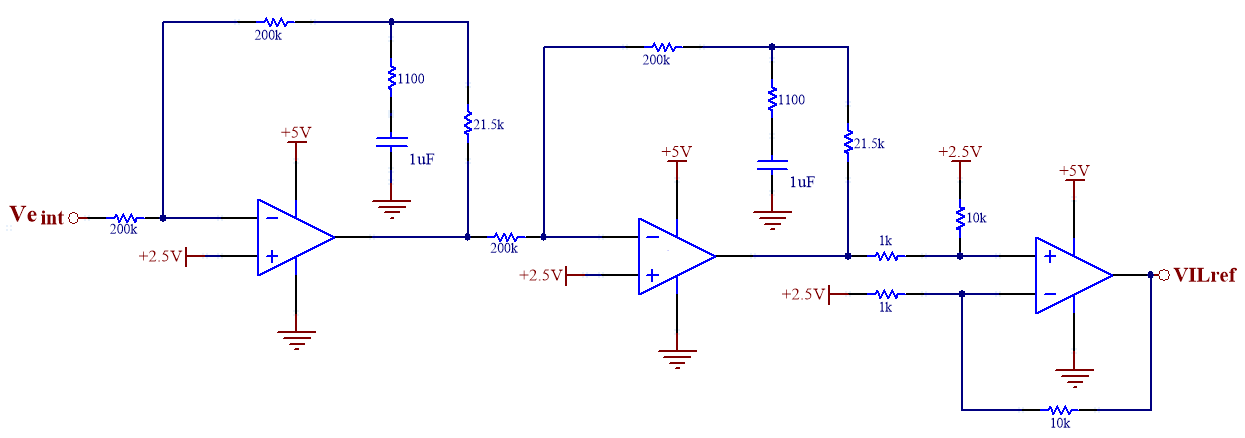 200k
200k
1100
1100
21.5k
1uF
+5V
21.5k
+5V
1uF
+2.5V
+5V
Ve int
200k
10k
+2.5V
200k
1k
+2.5V
VILref
+2.5V
1k
10k